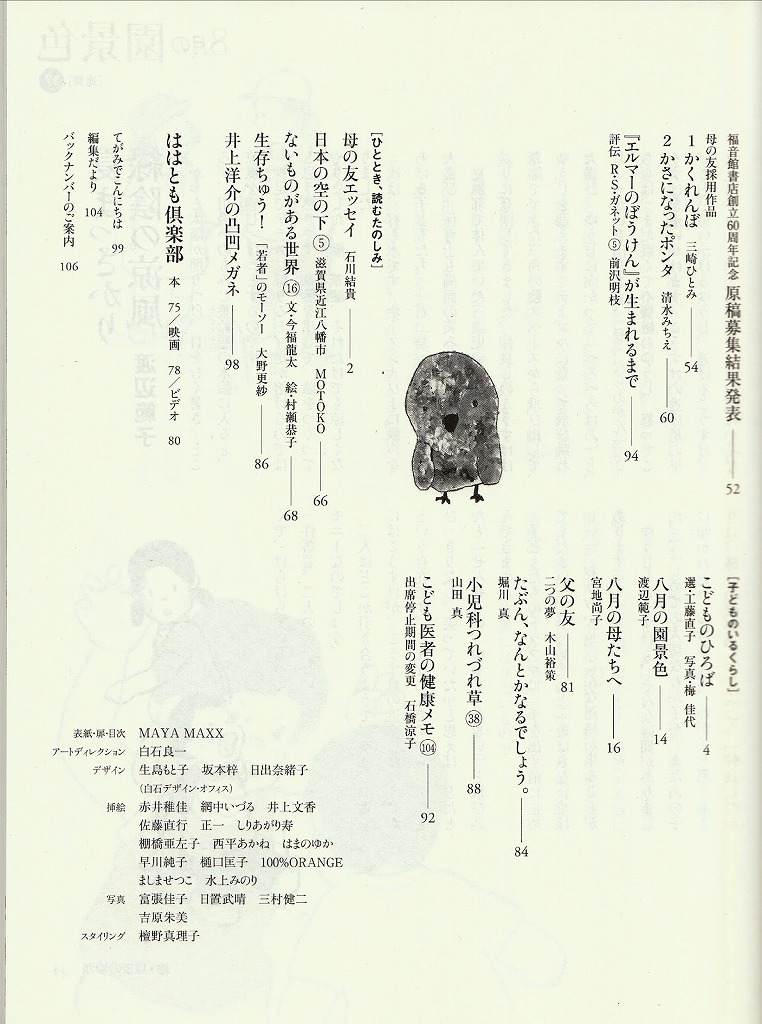 福音館書店創立60周年記念 原稿募集結果発表 52
母の友採用作品
1 かくれんぼ 三崎ひとみ 54
2 かさになったポンタ 清水みちえ 60
『エルマーのぼうけん』が生まれるまで 94
評伝 R・S・ガネット⑤ 前沢明枝
[ひととき、読むたのしみ]
母の友エッセイ 石川結貴 2
日本の空の下⑤ 滋賀県近江八幡市 MOTOKO 66
ないものがある世界⑯ 文・今福龍太 絵・村瀬恭子 68
生存ちゅう! 「若者」のモーソー 大野更紗 86
井上洋介の凸凹メガネ 98
ははとも倶楽部 本 75/映画 78/ビデオ 80
てがみでこんにちは 99
編集だより 104
バックナンバーのご案内 106
[子どものいるくらし]
こどものひろば 4
選・工藤直子 写真・梅 佳代
八月の園景色 14
渡辺範子
八月の母たちへ 16
宮地尚子
父の友 81
二つの夢 木山裕策
たぶん、なんとかなるでしょう。 84
堀川 真
小児科つれづれ草㊳ 88
山田 真
こども医者の健康メモ(104) 92
出席停止期間の変更 石橋涼子
表紙・扉・目次 MAYA MAXX
アートディレクション 白石良一
デザイン 生島もと子 坂本梓 日出奈緒子
(白石デザイン・オフィス)
挿絵 赤井稚佳 網中いづる 井上文香
佐藤直行 正一 しりあがり寿
棚橋亜左子 西平あかね はまのゆか
早川純子 樋口匡子 100%ORANGE
ましませつこ 水上みのり
写真 富張佳子 日置武晴 三村健二
吉原朱美
スタイリング 檀野真理子